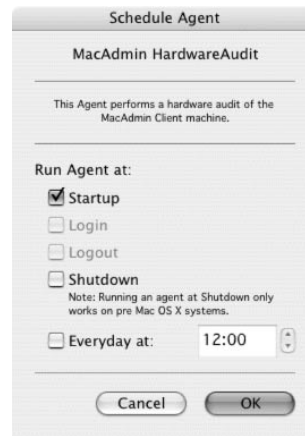 Schedule Agent
MacAdmin HardwareAudit
This Agent performs a hardware audit of the
MacAdmin Client machine.
Run Agent at:
Startup
Login
Logout
Shutdown
Note: Running an agent at Shutdown only
works on pre Mac OS X systems.
Everyday at: 12:00
Cancel OK